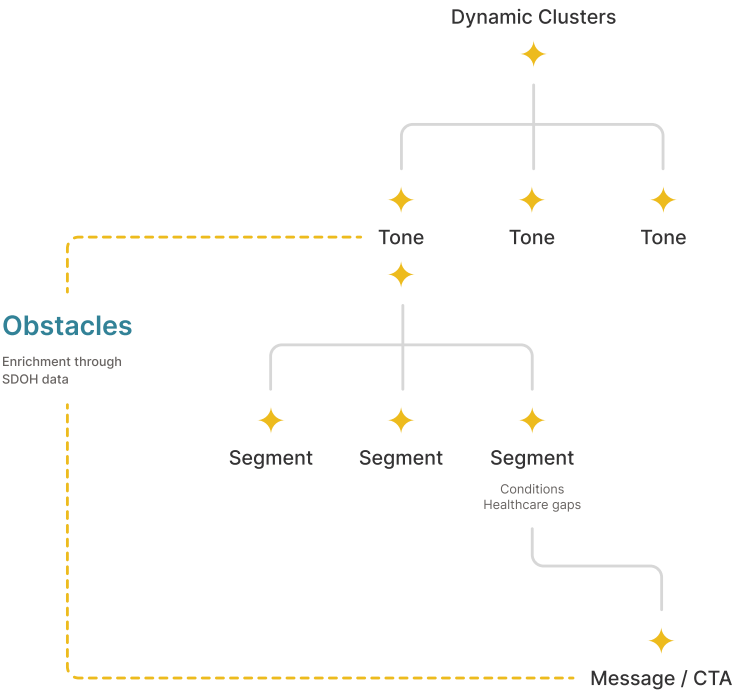 Dynamic Clusters
Tone
Tone
Tone
Obstacles
Enrichment through
SDOH data
Segment
Segment
Segment
Conditions
Healthcare gaps
Message / CTA